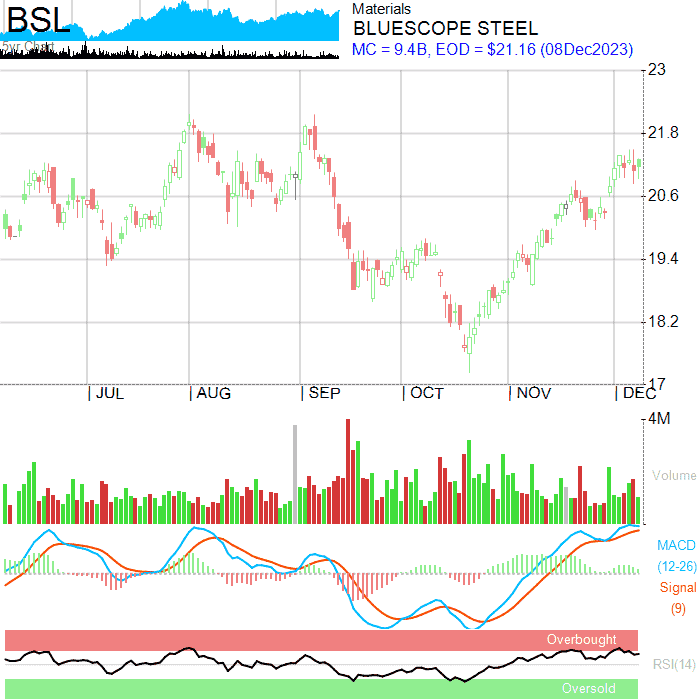 BSL
5yr Chart
Materials
BLUESCOPE STEEL
MC = 9.4B, EOD = $21.16 (08Dec2023)
23
21.8
20.6
19.4
18.2
17
JUL
AUG
SEP
OCT
NOV
DEC
4M
Volume
MACD
(12-26)
Signal
(9)
Overbought
RSI(14)
Oversold